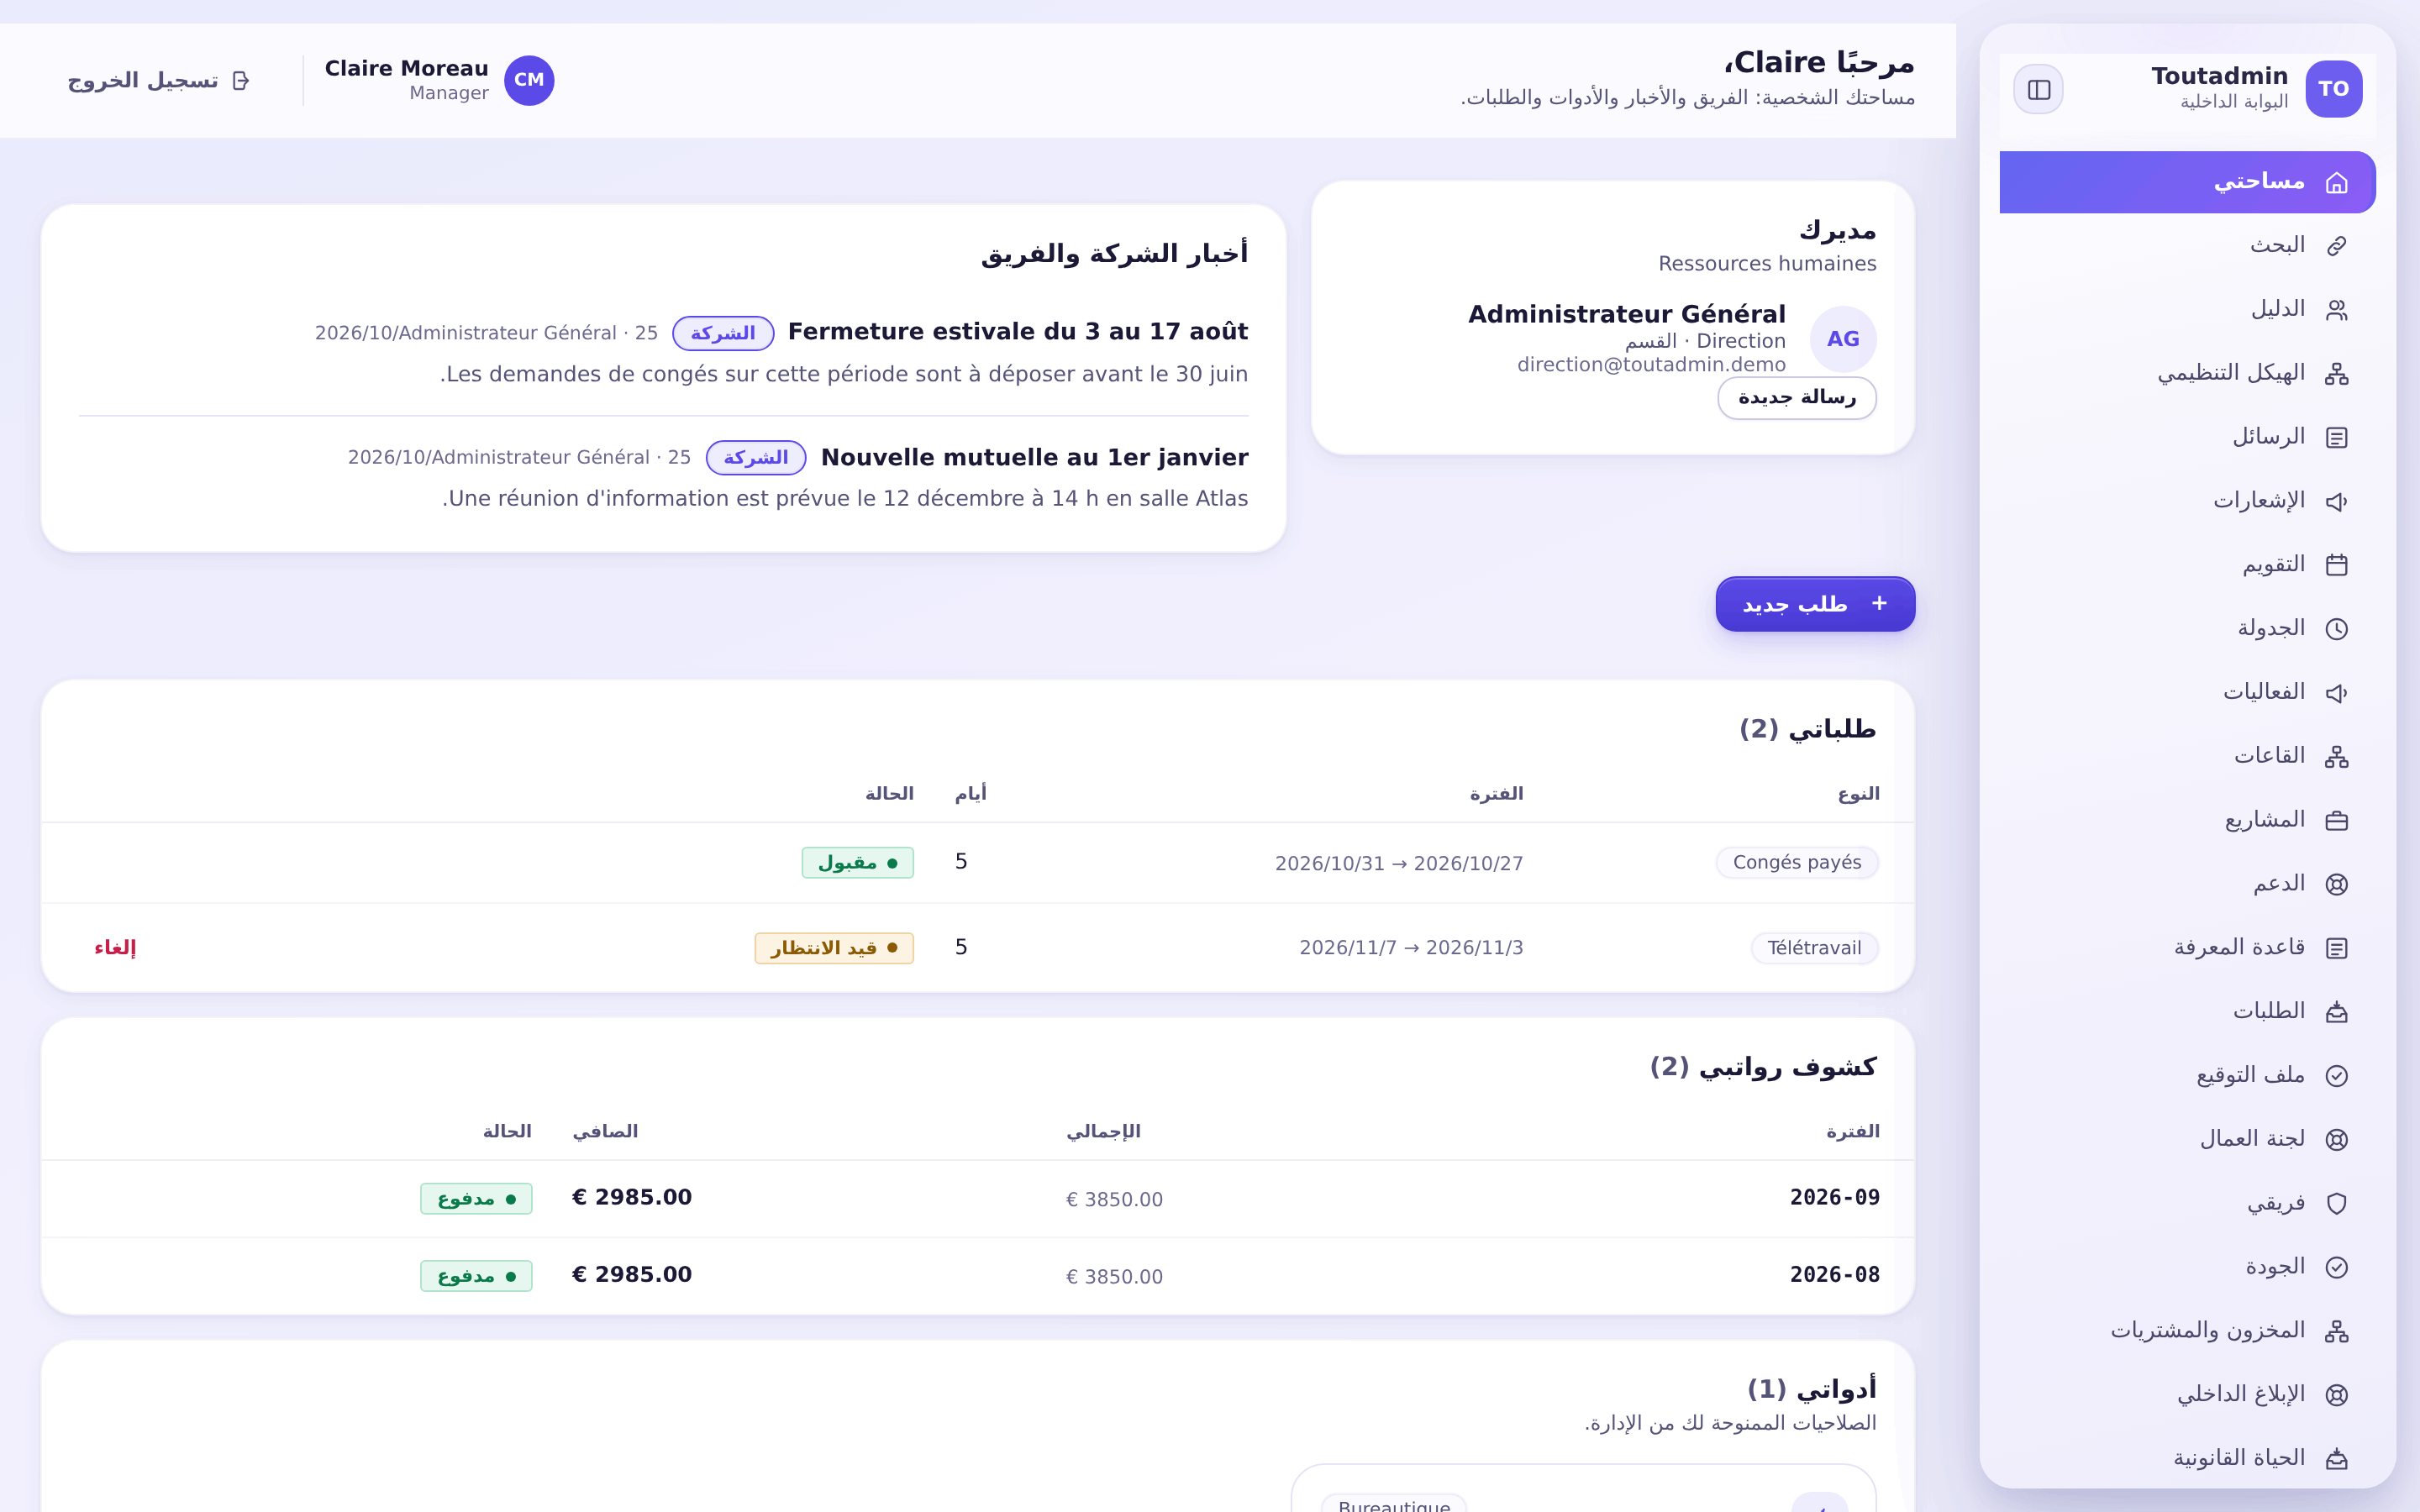 TO
Toutadmin
البوابة الداخلية
مساحتي
البحث
الدليل
الهيكل التنظيمي
الرسائل
الإشعارات
التقويم
الجدولة
الفعاليات
القاعات
المشاريع
الدعم
قاعدة المعرفة
الطلبات
ملف التوقيع
لجنة العمال
فريقي
الجودة
المخزون والمشتريات
الإبلاغ الداخلي
الحياة القانونية
مرحبًا Claire،
مساحتك الشخصية: الفريق والأخبار والأدوات والطلبات.
CM
Claire Moreau
Manager
تسجيل الخروج
مديرك
Ressources humaines
AG
Administrateur Général
Direction · القسم
direction@toutadmin.demo
رسالة جديدة
أخبار الشركة والفريق
Fermeture estivale du 3 au 17 août الشركة 2026/10/Administrateur Général · 25
.Les demandes de congés sur cette période sont à déposer avant le 30 juin
Nouvelle mutuelle au 1er janvier الشركة 2026/10/Administrateur Général · 25
.Une réunion d'information est prévue le 12 décembre à 14 h en salle Atlas
+ طلب جديد
طلباتي (2)
النوع الفترة أيام الحالة
Congés payés 2026/10/31 → 2026/10/27 5 مقبول
Télétravail 2026/11/7 → 2026/11/3 5 قيد الانتظار إلغاء
كشوف رواتبي (2)
الفترة الإجمالي الصافي الحالة
2026-09 € 3850.00 € 2985.00 مدفوع
2026-08 € 3850.00 € 2985.00 مدفوع
أدواتي (1)
الصلاحيات الممنوحة لك من الإدارة.
Bureautique